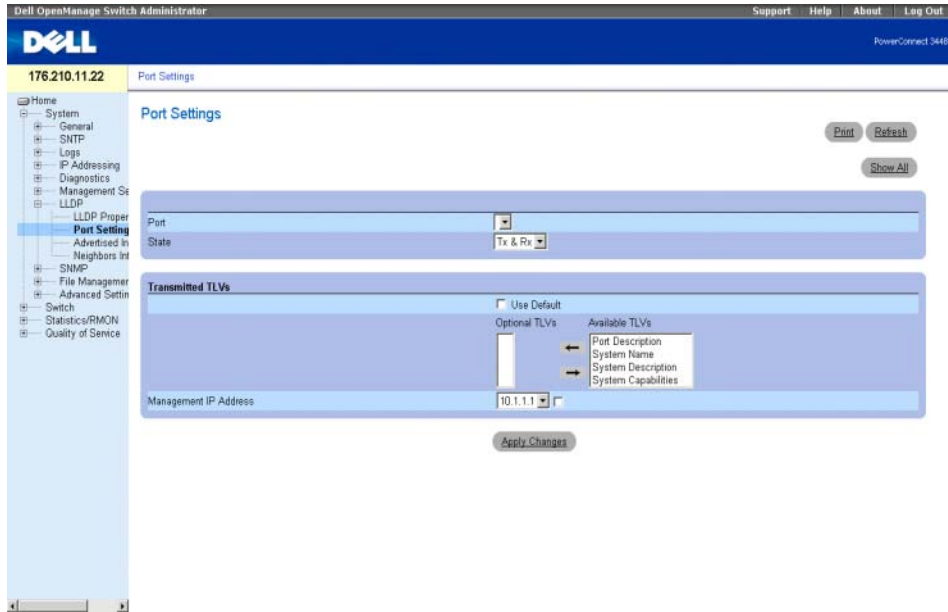 Dell OpenManage Switch Administrator
Support Help About Log Out
DELL
PowerConnect 3448
176.210.11.22
Port Settings
Home
System
General
SNTP
Logs
IP Addressing
Diagnostics
Management Se
LLDP
LLDP Proper
Port Setting
Advertised In
Neighbors Int
SNMP
File Managemer
Advanced Settin
Switch
Statistics/RMON
Quality of Service
Port Settings
Print Refresh
Show All
Port
State Tx & Rx
Transmitted TLVs
Use Default
Optional TLVs Available TLVs
Port Description
System Name
System Description
System Capabilities
Management IP Address 10.1.1.1
Apply Changes